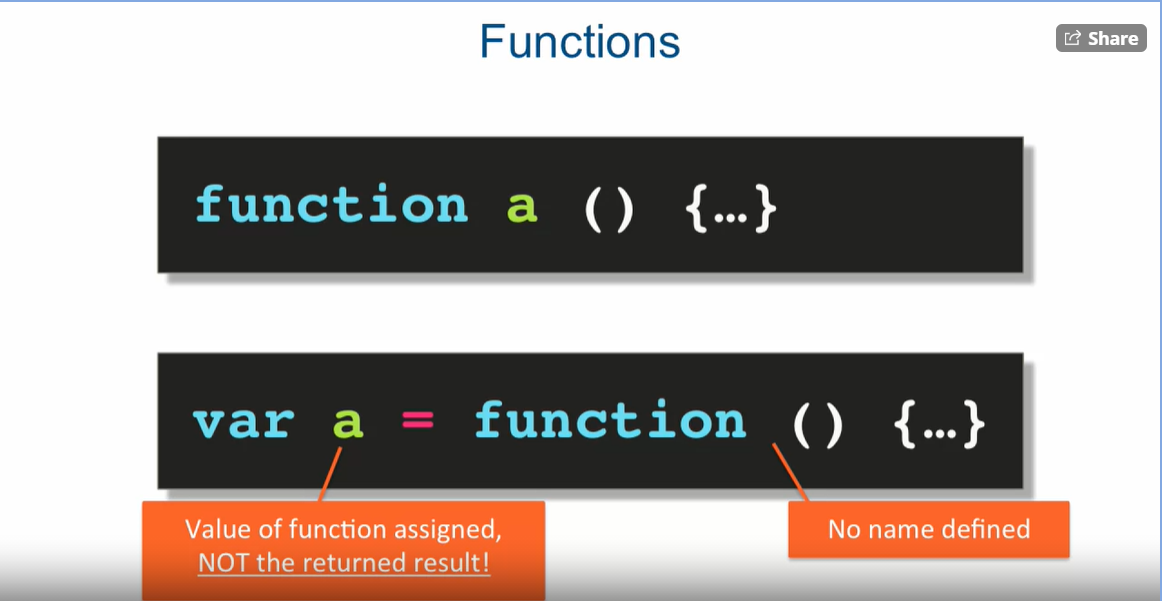 Functions
Share
function a () {…}
var a = function () {…}
Value of function assigned,
NOT the returned result!
No name defined